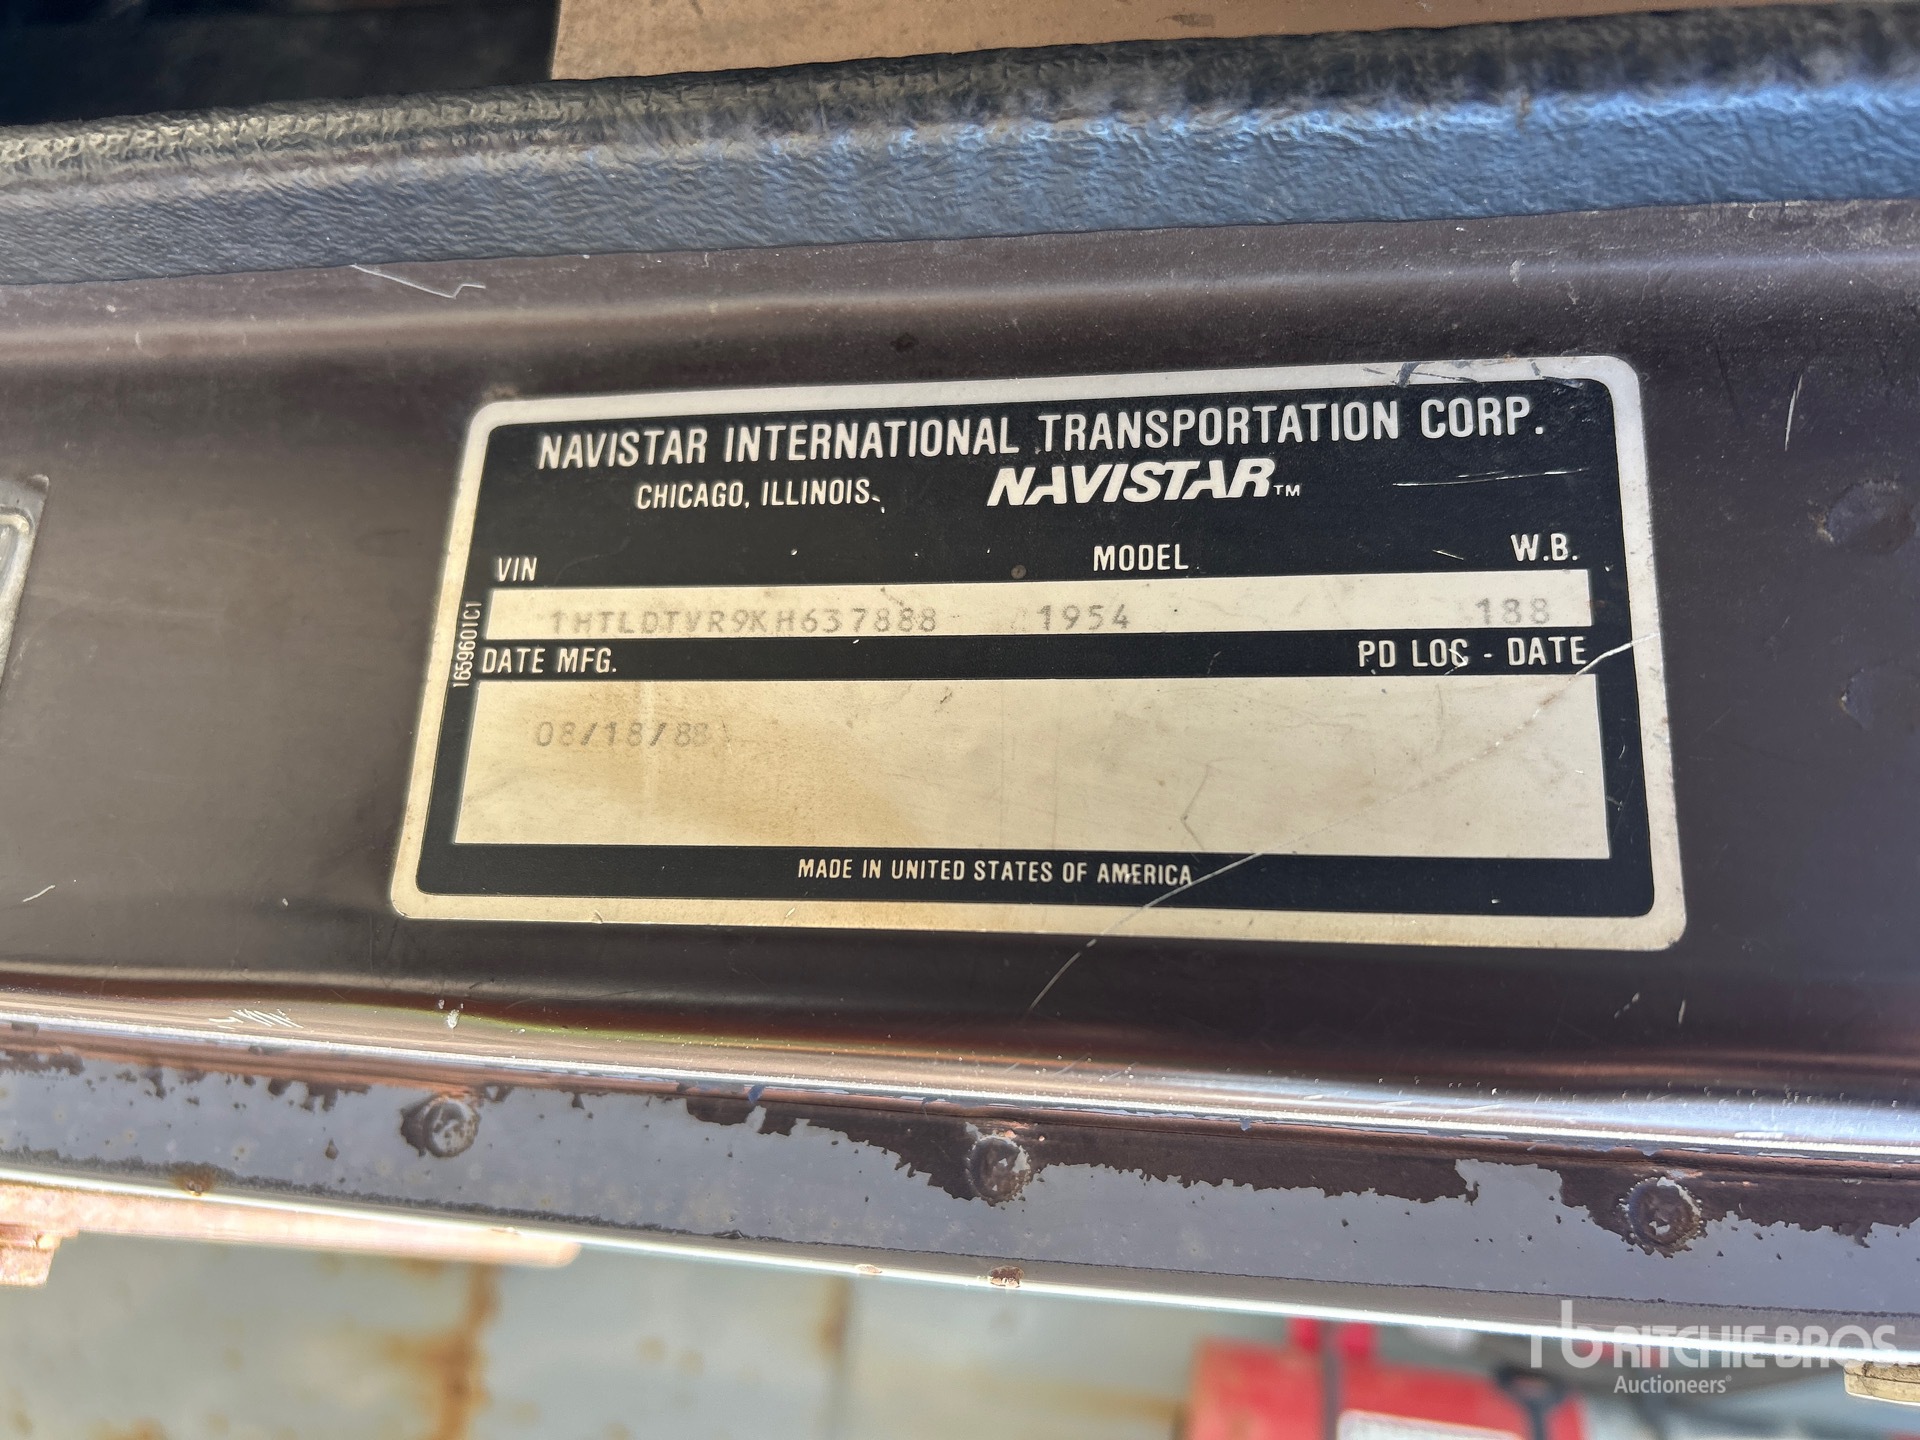 NAVISTAR INTERNATIONAL TRANSPORTATION CORP.
CHICAGO, ILLINOIS. NAVISTAR™
VIN MODEL W.B.
1HTLDTVR9KH637888 1954 188
1659601C1
DATE MFG. PD LOC - DATE
08/18/88
MADE IN UNITED STATES OF AMERICA
rb RITCHIE BROS.
Auctioneers®